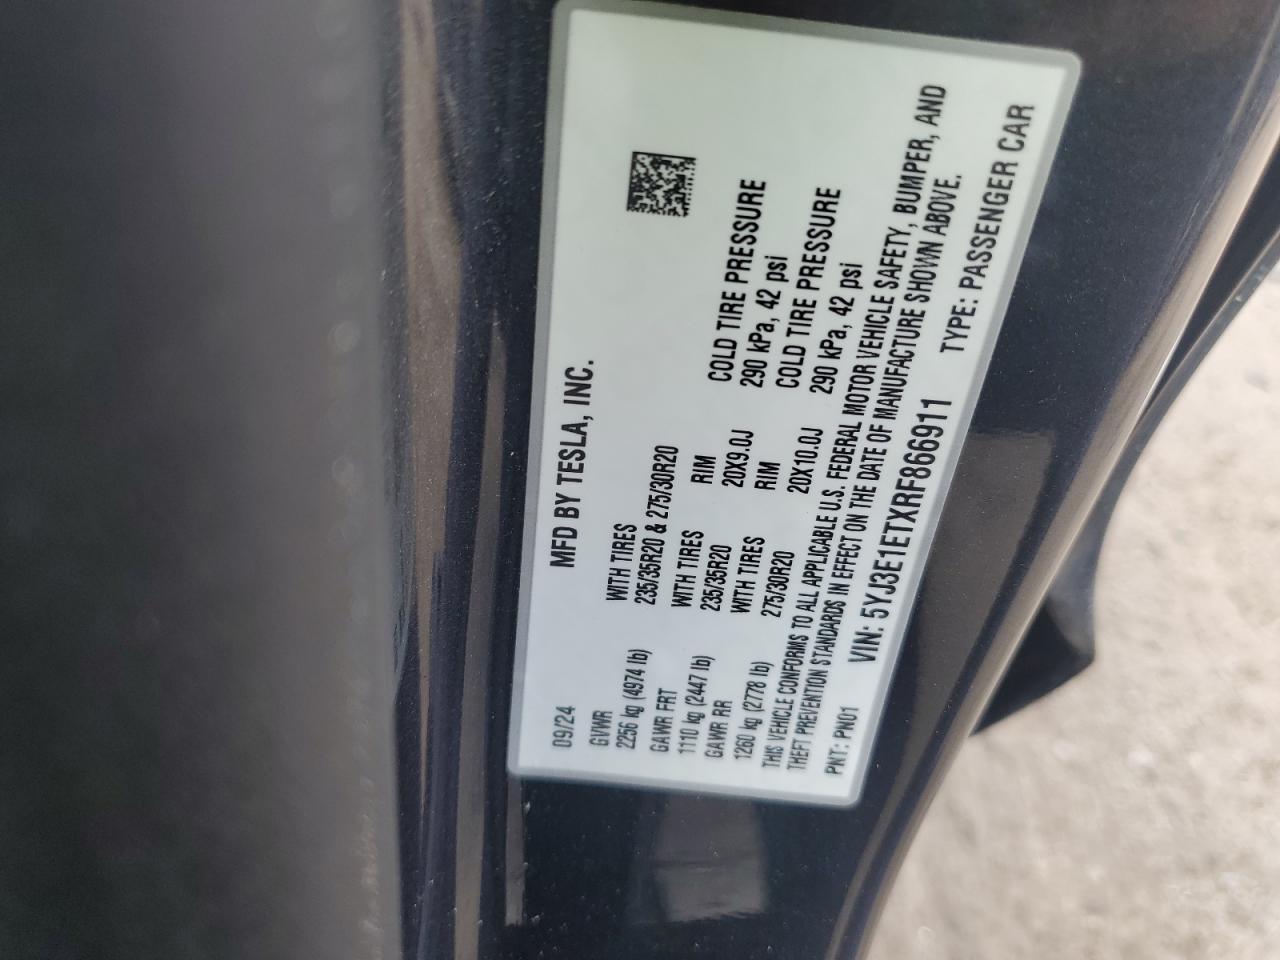 MFD BY TESLA, INC.
09/24
GVWR WITH TIRES
2256 kg (4974 lb) 235/35R20 & 275/30R20
GAWR FRT WITH TIRES RIM COLD TIRE PRESSURE
1110 kg (2447 lb) 235/35R20 20X9.0J 290 kPa, 42 psi
GAWR RR WITH TIRES RIM COLD TIRE PRESSURE
1260 kg (2778 lb) 275/30R20 20X10.0J 290 kPa, 42 psi
THIS VEHICLE CONFORMS TO ALL APPLICABLE U.S. FEDERAL MOTOR VEHICLE SAFETY, BUMPER, AND
THEFT PREVENTION STANDARDS IN EFFECT ON THE DATE OF MANUFACTURE SHOWN ABOVE.
PNT: PN01 VIN: 5YJ3E1ETXRF866911 TYPE: PASSENGER CAR